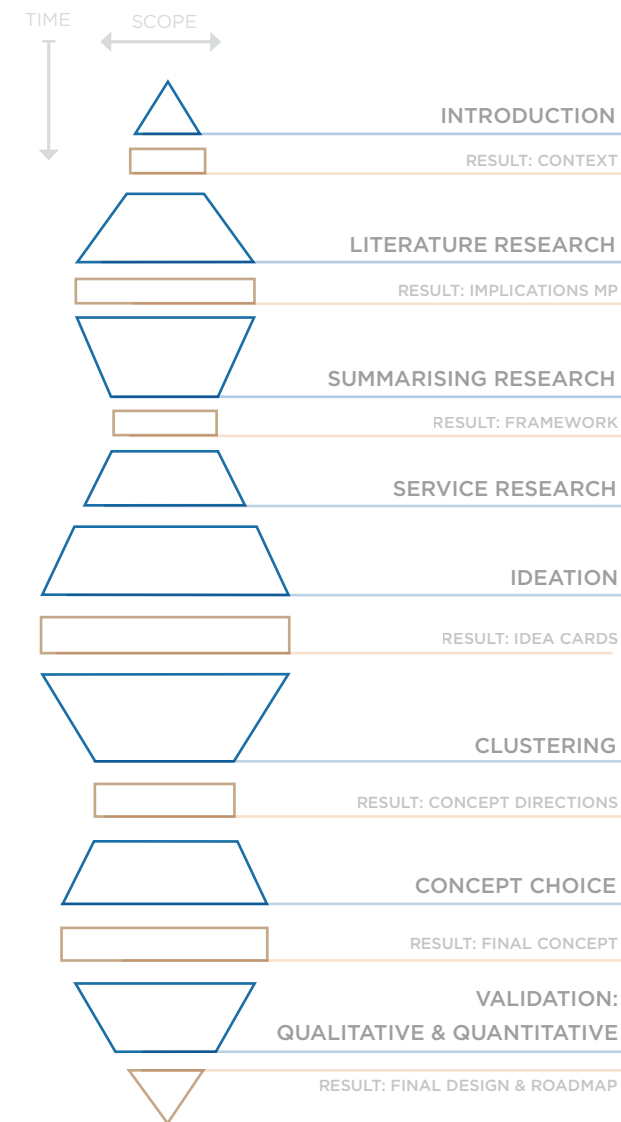 TIME
SCOPE
INTRODUCTION
RESULT: CONTEXT
LITERATURE RESEARCH
RESULT: IMPLICATIONS MP
SUMMARISING RESEARCH
RESULT: FRAMEWORK
SERVICE RESEARCH
IDEATION
RESULT: IDEA CARDS
CLUSTERING
RESULT: CONCEPT DIRECTIONS
CONCEPT CHOICE
RESULT: FINAL CONCEPT
VALIDATION:
QUALITATIVE & QUANTITATIVE
RESULT: FINAL DESIGN & ROADMAP